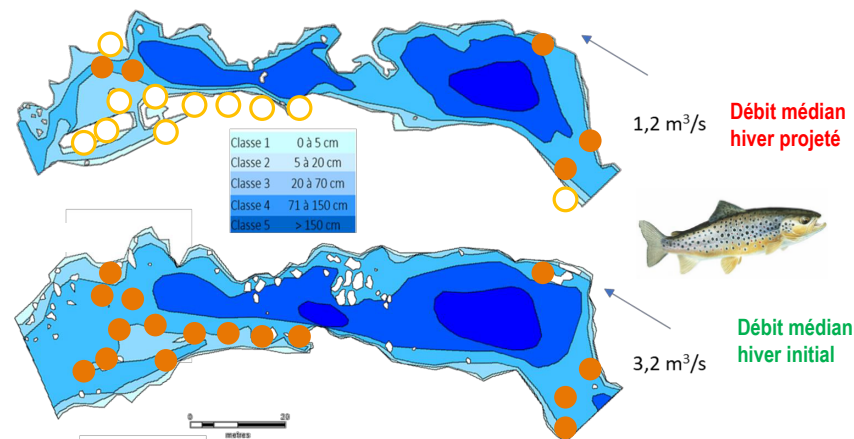 1,2 m³/s
Débit médian
hiver projeté
Classe 1 0 à 5 cm
Classe 2 5 à 20 cm
Classe 3 20 à 70 cm
Classe 4 71 à 150 cm
Classe 5 > 150 cm
Débit médian
hiver initial
3,2 m³/s
0 20
metres